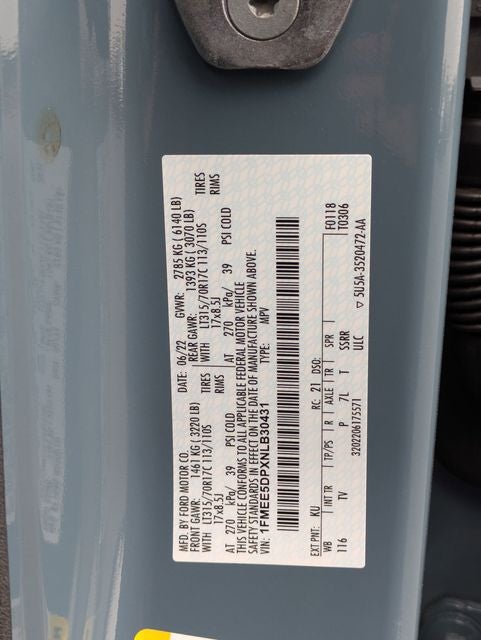 MFD. BY FORD MOTOR CO. DATE: 06/22 GVWR: 2785 KG ( 6140 LB)
FRONT GAWR: 1461 KG ( 3220 LB) REAR GAWR: 1393 KG ( 3070 LB)
WITH LT315/70R17C 113/110S TIRES WITH LT315/70R17C 113/110S TIRES
17x8.5J RIMS 17x8.5J RIMS
AT 270 kPa/ 39 PSI COLD AT 270 kPa/ 39 PSI COLD
THIS VEHICLE CONFORMS TO ALL APPLICABLE FEDERAL MOTOR VEHICLE
SAFETY STANDARDS IN EFFECT ON THE DATE OF MANUFACTURE SHOWN ABOVE.
VIN: 1FMEE5DPXNLB30431 TYPE: MPV
EXT PNT: KU RC: 21 DSO: F0118
WB INT TR TP/PS R AXLE TR SPR T0306
116 TV P 7L T SSRR
ULC
3202206175571 ▽ 5U5A-3520472-AA